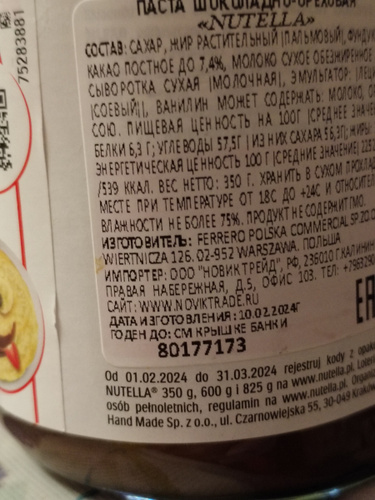 ПАСТА ШОКОЛАДНО-ОРЕХОВАЯ
«NUTELLA»
СОСТАВ: САХАР, ЖИР РАСТИТЕЛЬНЫЙ (ПАЛЬМОВЫЙ), ФУНДУК
КАКАО ПОСТНОЕ ДО 7,4%, МОЛОКО СУХОЕ ОБЕЗЖИРЕННОЕ
СЫВОРОТКА СУХАЯ (МОЛОЧНАЯ), ЭМУЛЬГАТОР:
(СОЕВЫЙ), ВАНИЛИН МОЖЕТ СОДЕРЖАТЬ: МОЛОКО,
СОЮ. ПИЩЕВАЯ ЦЕННОСТЬ НА 100Г (СРЕДНЕЕ
БЕЛКИ 6,3 Г; УГЛЕВОДЫ 57,5Г (ИЗ НИХ САХАРА 56,3Г);
ЭНЕРГЕТИЧЕСКАЯ ЦЕННОСТЬ 100 Г (СРЕДНИЕ ЗНАЧЕНИЕ)
/539 ККАЛ. ВЕС НЕТТО: 350 Г. ХРАНИТЬ В СУХОМ
МЕСТЕ ПРИ ТЕМПЕРАТУРЕ ОТ 18С ДО +24С И
ВЛАЖНОСТИ НЕ БОЛЕЕ 75%. ПРОДУКТ НЕ СОДЕРЖИТ ГМО.
ИЗГОТОВИТЕЛЬ: FERRERO POLSKA COMMERCIAL SP.
WIERTNICZA 126. 02-952 WARSZAWA. ПОЛЬША
ИМПОРТЕР: ООО "НОВИК ТРЕЙД", РФ, 236010 Г.
ПРАВАЯ НАБЕРЕЖНАЯ, Д.5, ОФИС 103. ТЕЛ:
САЙТ: WWW.NOVIKTRADE.RU
ДАТА ИЗГОТОВЛЕНИЯ :10.02.2024Г
ГОДЕН ДО: СМ КРЫШКЕ БАНКИ
80177173
Od 01.02.2024 do 31.03.2024 rejestruj kody z
NUTELLA® 350 g, 600 g i 825 g na www.nutella.pl.
osób pełnoletnich, regulamin na www.nutella.pl.
Hand Made Sp. z o.o., ul. Czarnowiejska 55, 30-049
75283881